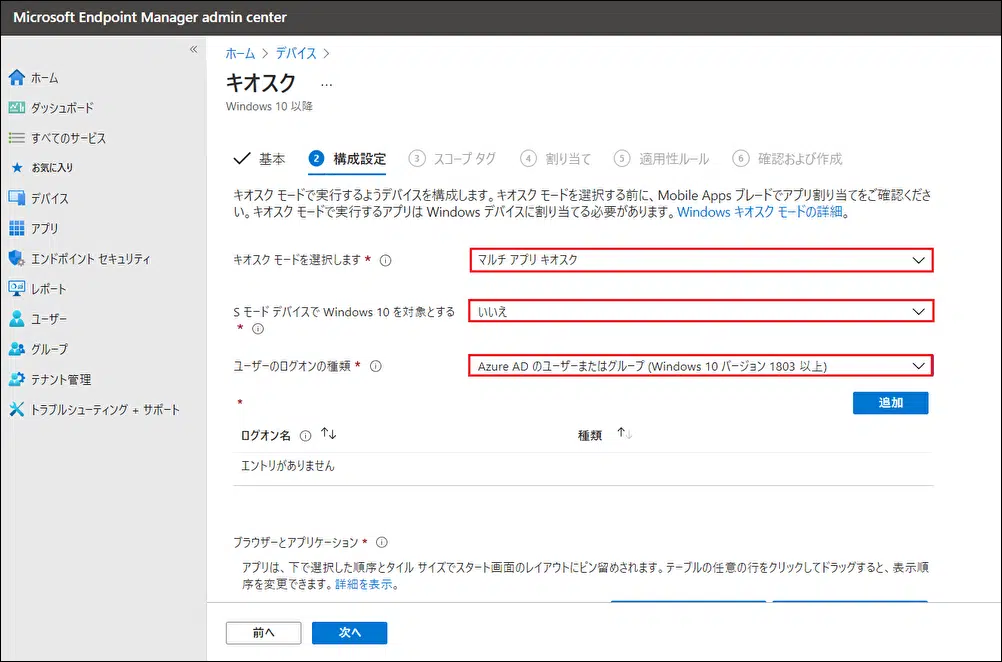 Microsoft Endpoint Manager admin center
«
ホーム
ダッシュボード
すべてのサービス
お気に入り
デバイス
アプリ
エンドポイント セキュリティ
レポート
ユーザー
グループ
テナント管理
トラブルシューティング + サポート
ホーム > デバイス >
キオスク ...
Windows 10 以降
基本 2 構成設定 3 スコープ タグ 4 割り当て 5 適用性ルール 6 確認および作成
キオスク モードで実行するようデバイスを構成します。キオスク モードを選択する前に、Mobile Apps ブレードでアプリ割り当てをご確認くださ
い。キオスク モードで実行するアプリは Windows デバイスに割り当てる必要があります。Windows キオスク モードの詳細。
キオスク モードを選択します * マルチ アプリ キオスク
S モード デバイスで Windows 10 を対象とする いいえ
*
ユーザーのログオンの種類 * Azure AD のユーザーまたはグループ (Windows 10 バージョン 1803 以上)
* 追加
ログオン名 ↑↓ 種類 ↑↓
エントリがありません
ブラウザーとアプリケーション *
アプリは、下で選択した順序とタイル サイズでスタート画面のレイアウトにピン留めされます。テーブルの任意の行をクリックしてドラッグすると、表示順
序を変更できます。詳細を表示。
前へ 次へ